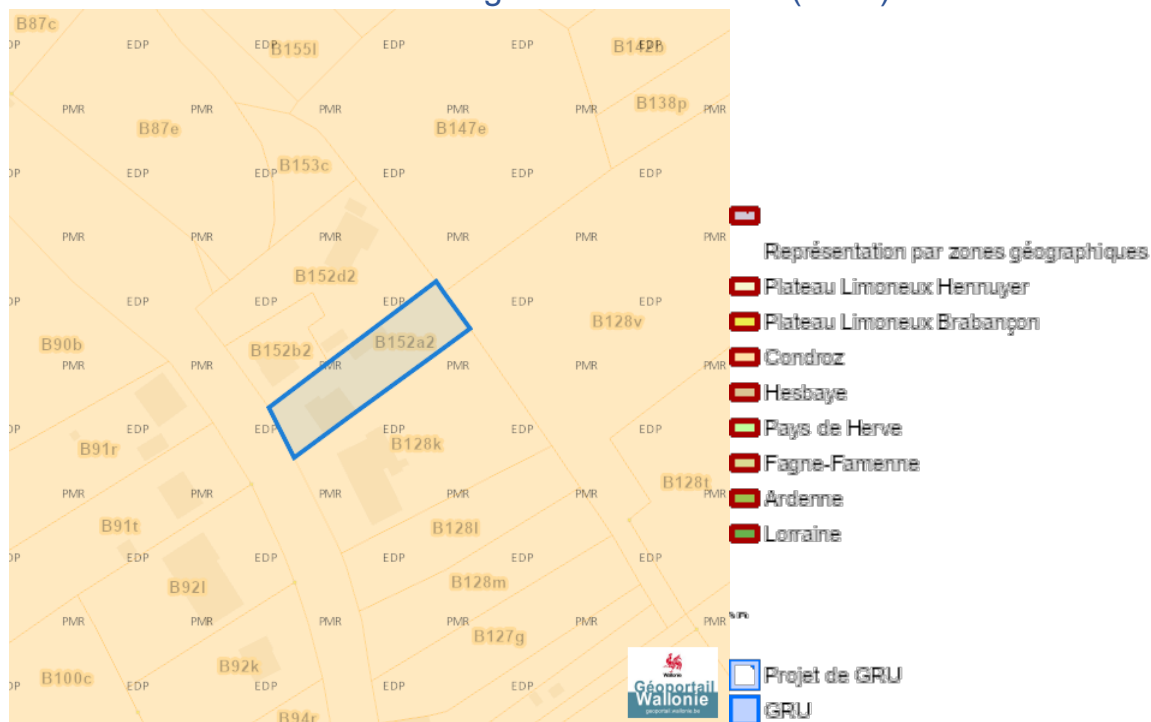 B87c
EDP EDP B155l B142b EDP
PMR PMR PMR PMR PMR B138p PMR
B87e B147e
EDP EDP B153c EDP EDP EDP
PMR PMR PMR PMR PMR PMR
Représentation par zones géographiques
B152d2
Plateau Limoneux Hennuyer
EDP EDP EDP EDP EDP
B128v
Plateau Limoneux Brabançon
B90b B152b2 B152a2
PMR PMR PMR PMR PMR PMR
Condroz
Hesbaye
EDP EDP EDP EDP EDP
Pays de Herve
B91r B128k
Fagne-Famenne
B128t
PMR PMR PMR PMR PMR PMR
Ardenne
B91t B128l
Lorraine
EDP EDP EDP EDP EDP
B92l B128m
PMR PMR PMR PMR PMR PMR
B127g
B92k
Wallonie
Géoportail
Wallonie
geoportail.wallonie.be
Projet de GRU
B100c EDP EDP EDP EDP
GRU
B94r